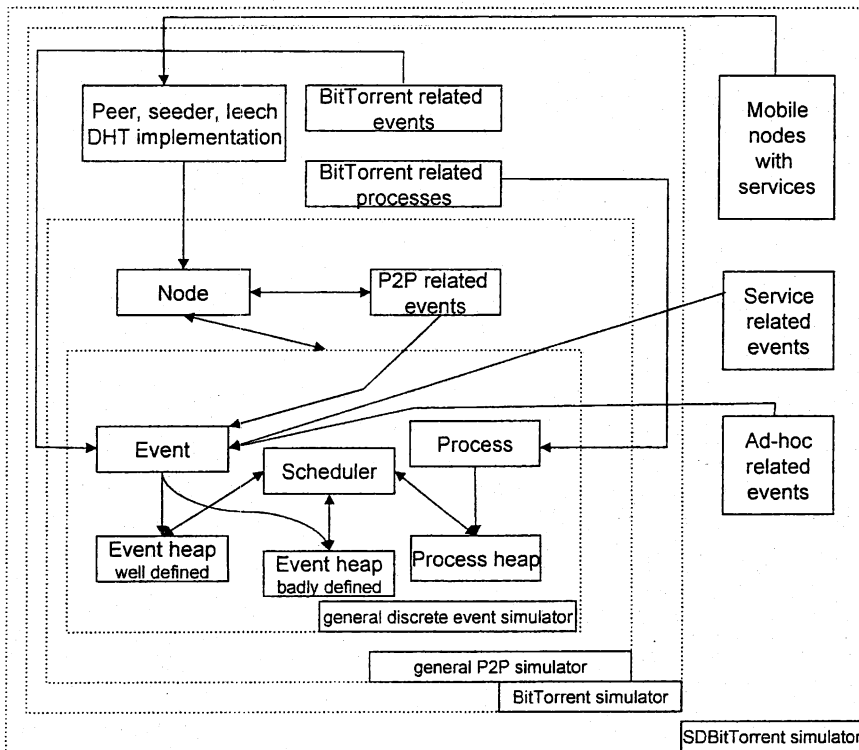 Peer, seeder, leech
DHT implementation
BitTorrent related
events
Mobile
nodes
with
services
BitTorrent related
processes
Node
P2P related
events
Service
related
events
Event
Scheduler
Process
Ad-hoc
related
events
Event heap
well defined
Event heap
badly defined
Process heap
general discrete event simulator
general P2P simulator
BitTorrent simulator
SDBitTorrent simulator